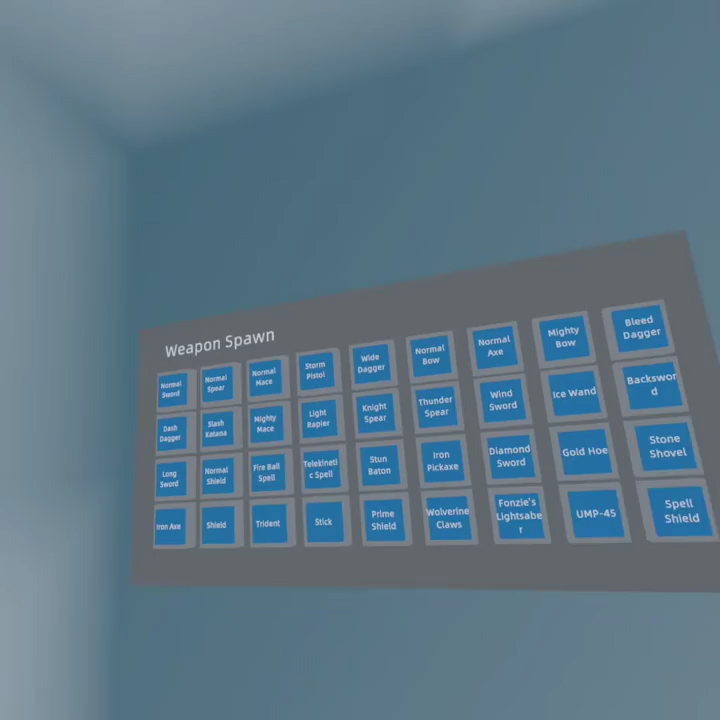 Weapon Spawn
Normal
Sword
Normal
Spear
Normal
Mace
Storm
Pistol
Wide
Dagger
Normal
Bow
Normal
Axe
Mighty
Bow
Bleed
Dagger
Dash
Dagger
Slash
Katana
Mighty
Mace
Light
Rapier
Knight
Spear
Thunder
Spear
Wind
Sword
Ice Wand
Backswor
d
Long
Sword
Normal
Shield
Fire Ball
Spell
Telekineti
c Spell
Stun
Baton
Iron
Pickaxe
Diamond
Sword
Gold Hoe
Stone
Shovel
Iron Axe
Shield
Trident
Stick
Prime
Shield
Wolverine
Claws
Fonzie's
Lightsabe
r
UMP-45
Spell
Shield